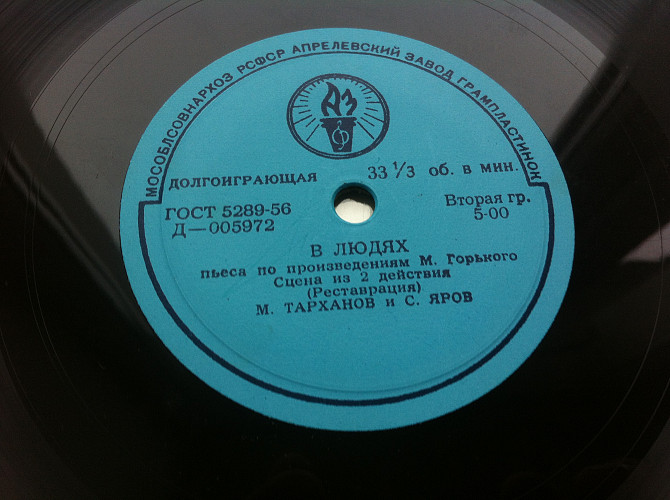 МОСОБЛСОВНАРХОЗ РСФСР АПРЕЛЕВСКИЙ ЗАВОД ГРАМПЛАСТИНОК
АЗ
ДОЛГОИГРАЮЩАЯ 33 1/3 об. в мин.
ГОСТ 5289-56 Вторая гр.
Д—005972 5-00
В ЛЮДЯХ
пьеса по произведениям М. Горького
Сцена из 2 действия
(Реставрация)
М. ТАРХАНОВ и С. ЯРОВ